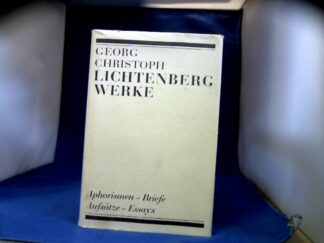 GEORG
CHRISTOPH
LICHTENBERG
WERKE
Aphorismen - Briefe
Aufsätze - Essays